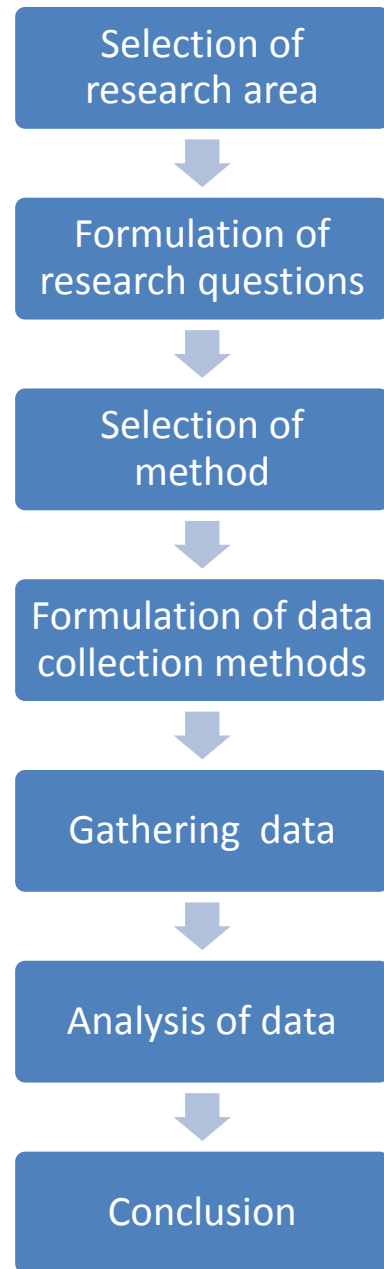 Selection of
research area
Formulation of
research questions
Selection of
method
Formulation of data
collection methods
Gathering  data
Analysis of data
Conclusion